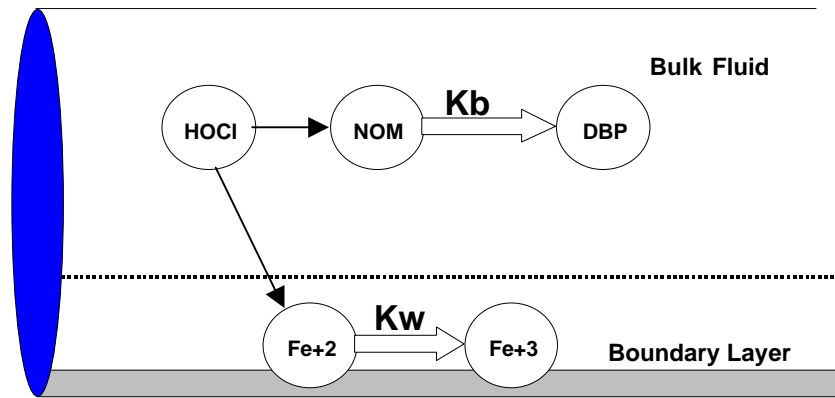 Bulk Fluid
Kb
HOCl
NOM
DBP
Kw
Fe+2
Fe+3
Boundary Layer